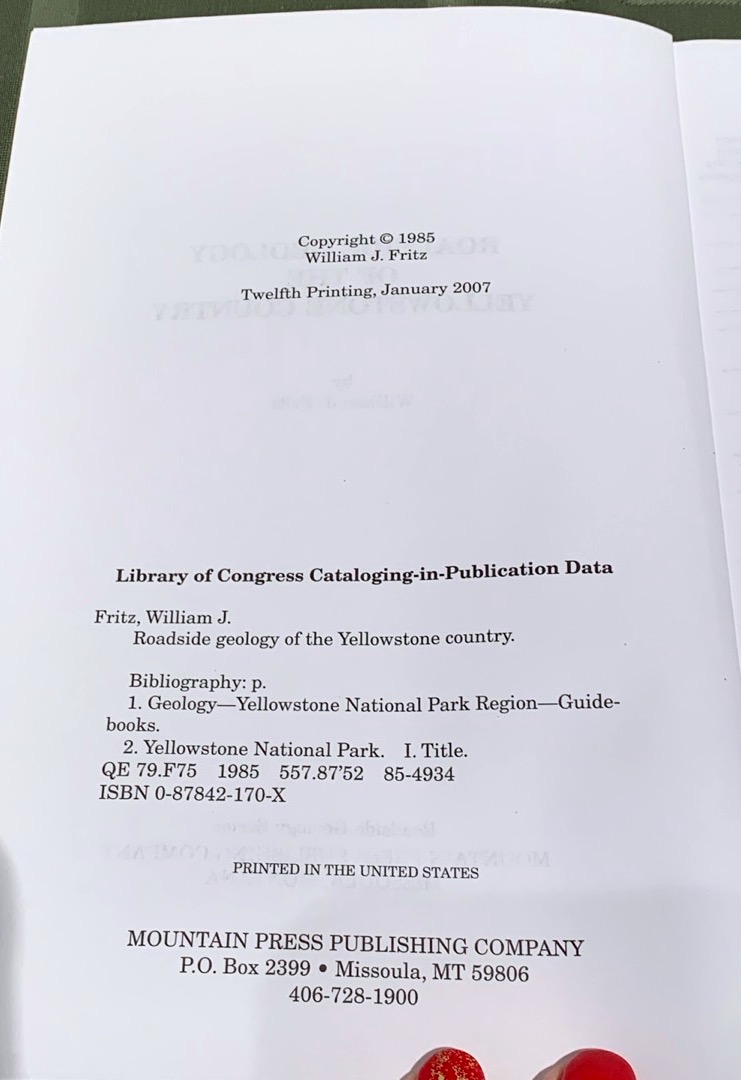 Copyright © 1985
William J. Fritz
Twelfth Printing, January 2007
Library of Congress Cataloging-in-Publication Data
Fritz, William J.
Roadside geology of the Yellowstone country.
Bibliography: p.
1. Geology—Yellowstone National Park Region—Guide-
books.
2. Yellowstone National Park. I. Title.
QE 79.F75 1985 557.87'52 85-4934
ISBN 0-87842-170-X
PRINTED IN THE UNITED STATES
MOUNTAIN PRESS PUBLISHING COMPANY
P.O. Box 2399 • Missoula, MT 59806
406-728-1900